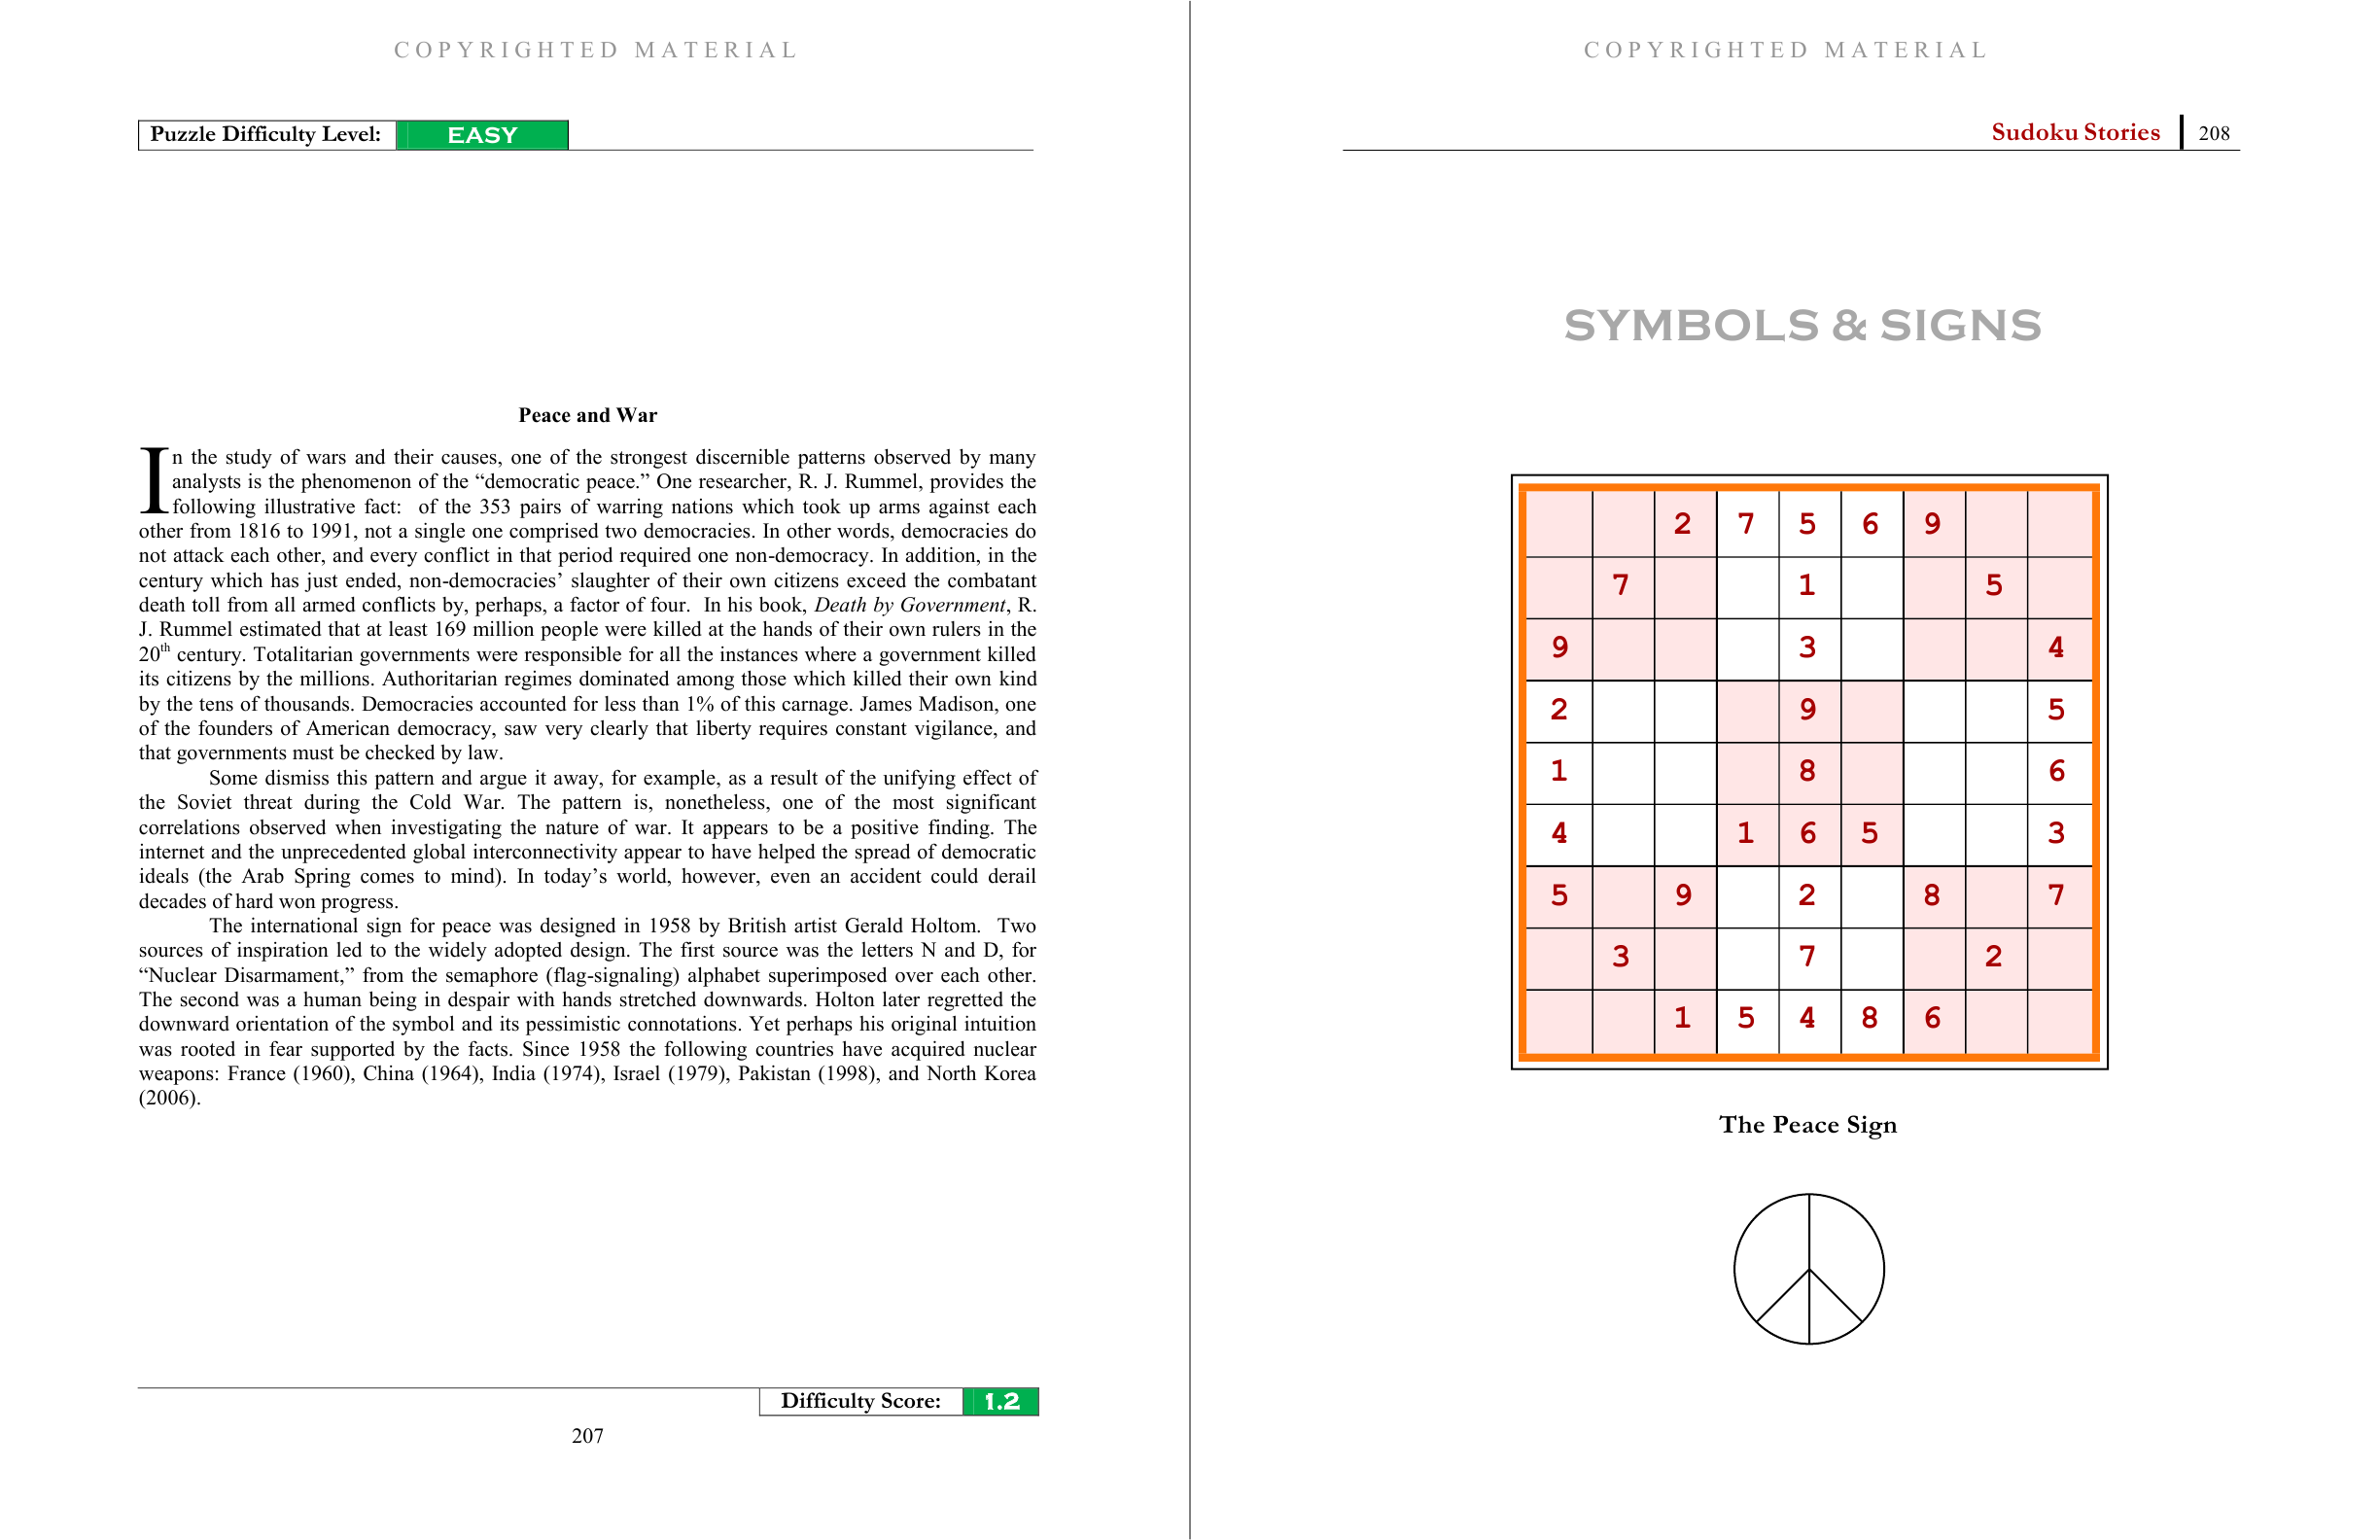 COPYRIGHTED MATERIAL
Puzzle Difficulty Level: EASY
Peace and War
In the study of wars and their causes, one of the strongest discernible patterns observed by many
analysts is the phenomenon of the “democratic peace.” One researcher, R. J. Rummel, provides the
following illustrative fact: of the 353 pairs of warring nations which took up arms against each
other from 1816 to 1991, not a single one comprised two democracies. In other words, democracies do
not attack each other, and every conflict in that period required one non-democracy. In addition, in the
century which has just ended, non-democracies’ slaughter of their own citizens exceed the combatant
death toll from all armed conflicts by, perhaps, a factor of four. In his book, Death by Government, R.
J. Rummel estimated that at least 169 million people were killed at the hands of their own rulers in the
20th century. Totalitarian governments were responsible for all the instances where a government killed
its citizens by the millions. Authoritarian regimes dominated among those which killed their own kind
by the tens of thousands. Democracies accounted for less than 1% of this carnage. James Madison, one
of the founders of American democracy, saw very clearly that liberty requires constant vigilance, and
that governments must be checked by law.
Some dismiss this pattern and argue it away, for example, as a result of the unifying effect of
the Soviet threat during the Cold War. The pattern is, nonetheless, one of the most significant
correlations observed when investigating the nature of war. It appears to be a positive finding. The
internet and the unprecedented global interconnectivity appear to have helped the spread of democratic
ideals (the Arab Spring comes to mind). In today’s world, however, even an accident could derail
decades of hard won progress.
The international sign for peace was designed in 1958 by British artist Gerald Holtom. Two
sources of inspiration led to the widely adopted design. The first source was the letters N and D, for
“Nuclear Disarmament,” from the semaphore (flag-signaling) alphabet superimposed over each other.
The second was a human being in despair with hands stretched downwards. Holton later regretted the
downward orientation of the symbol and its pessimistic connotations. Yet perhaps his original intuition
was rooted in fear supported by the facts. Since 1958 the following countries have acquired nuclear
weapons: France (1960), China (1964), India (1974), Israel (1979), Pakistan (1998), and North Korea
(2006).
Difficulty Score: 1.2
207
COPYRIGHTED MATERIAL
Sudoku Stories 208
SYMBOLS & SIGNS
2 7 5 6 9
7 1 5
9 3 4
2 9 5
1 8 6
4 1 6 5 3
5 9 2 8 7
3 7 2
1 5 4 8 6
The Peace Sign